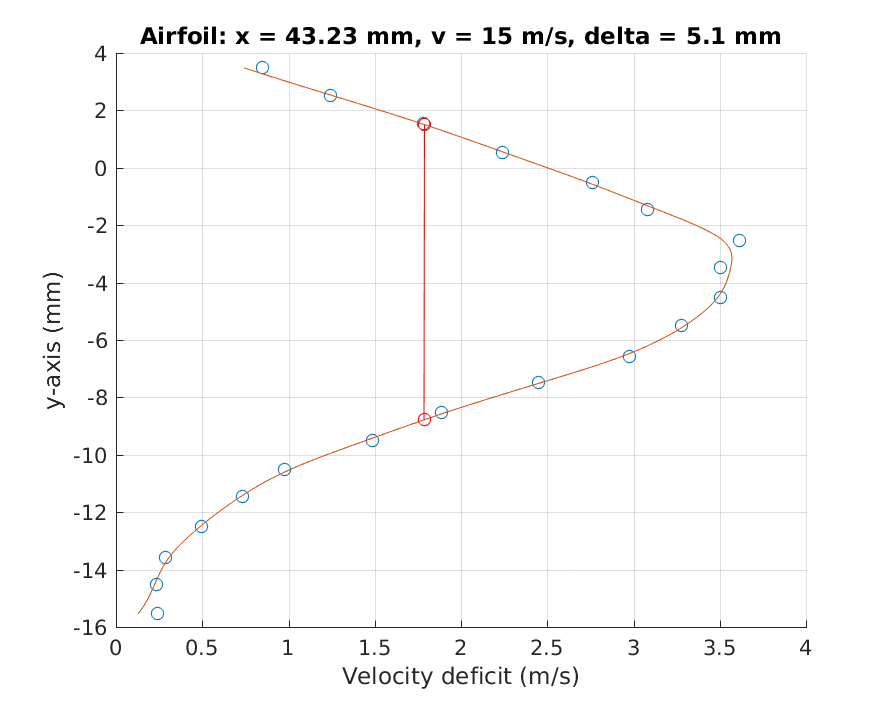 Airfoil: x = 43.23 mm, v = 15 m/s, delta = 5.1 mm
4
2
0
-2
-4
-6
-8
-10
-12
-14
-16
y-axis (mm)
0 0.5 1 1.5 2 2.5 3 3.5 4
Velocity deficit (m/s)